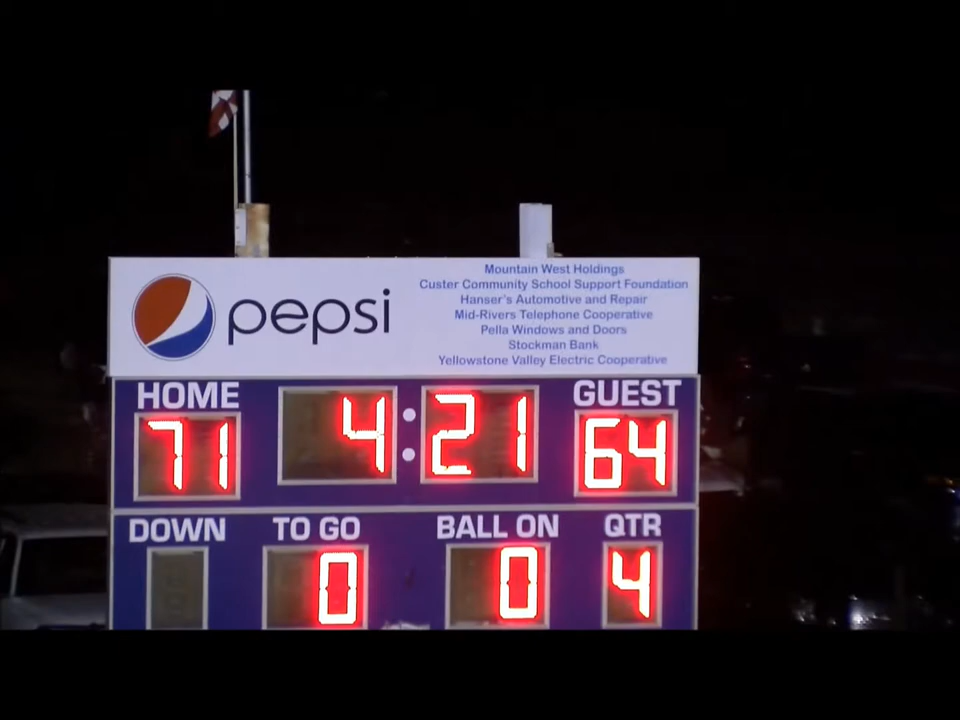 pepsi
Mountain West Holdings
Custer Community School Support Foundation
Hanser's Automotive and Repair
Mid-Rivers Telephone Cooperative
Pella Windows and Doors
Stockman Bank
Yellowstone Valley Electric Cooperative
HOME 4:21 GUEST
71 64
DOWN TO GO BALL ON QTR
0 0 4